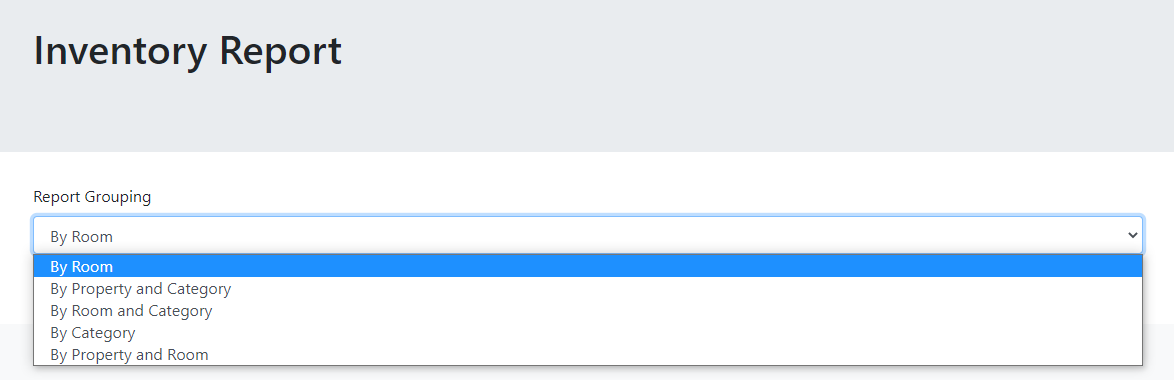 Inventory Report
Report Grouping
By Room
By Room
By Property and Category
By Room and Category
By Category
By Property and Room